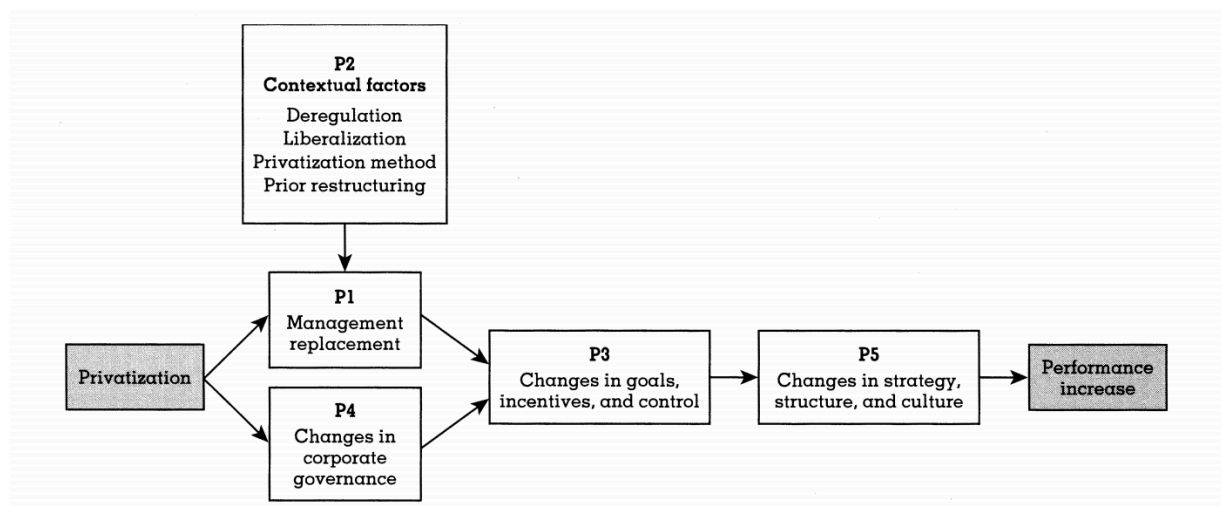 P2
Contextual factors
Deregulation
Liberalization
Privatization method
Prior restructuring
P1
Management
replacement
Privatization
P4
Changes in
corporate
governance
P3
Changes in goals,
incentives, and control
P5
Changes in strategy,
structure, and culture
Performance
increase